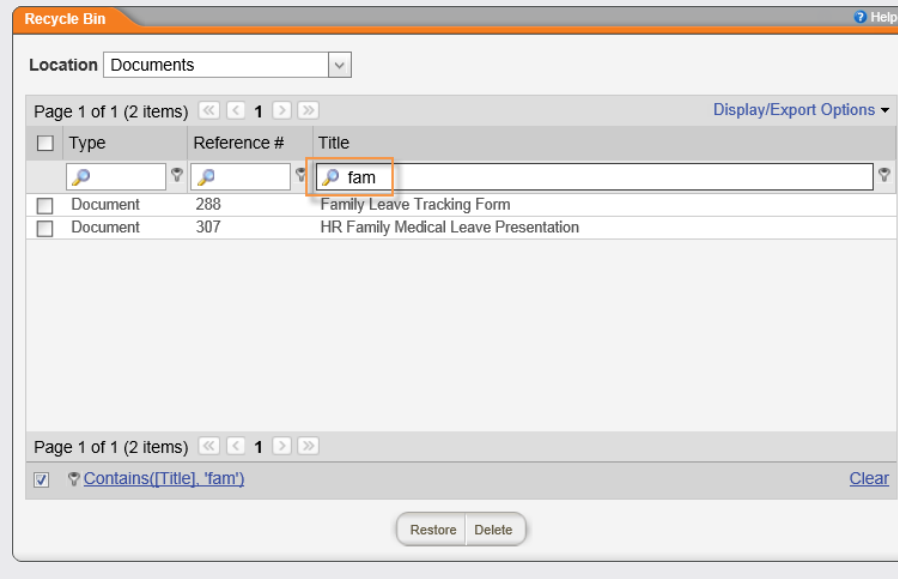 Recycle Bin
Help
Location Documents
Page 1 of 1 (2 items) 1
Display/Export Options
Type Reference # Title
fam
Document 288 Family Leave Tracking Form
Document 307 HR Family Medical Leave Presentation
Page 1 of 1 (2 items) 1
Contains([Title], 'fam') Clear
Restore Delete